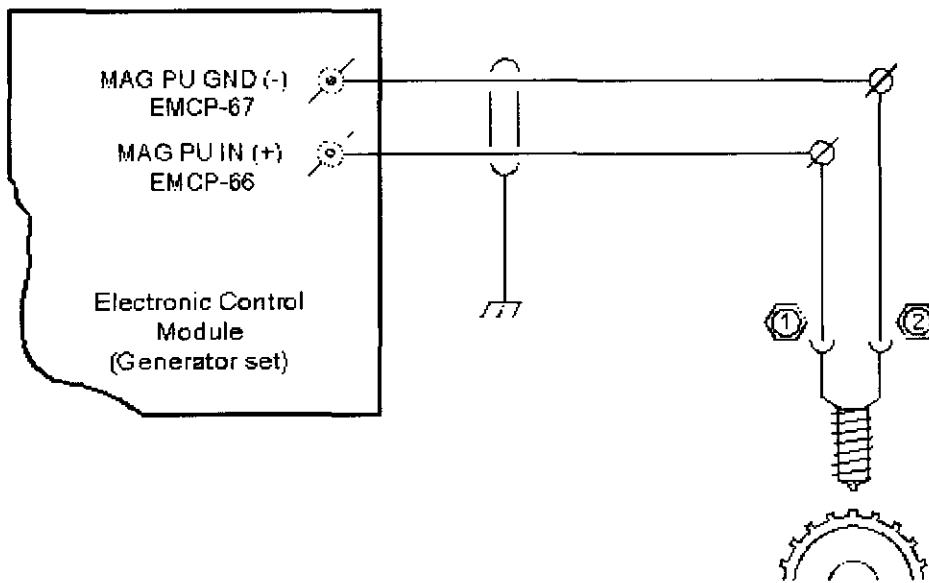 MAG PU GND (-)
EMCP-67
MAG PU IN (+)
EMCP-66
Electronic Control
Module
(Generator set)
1
2